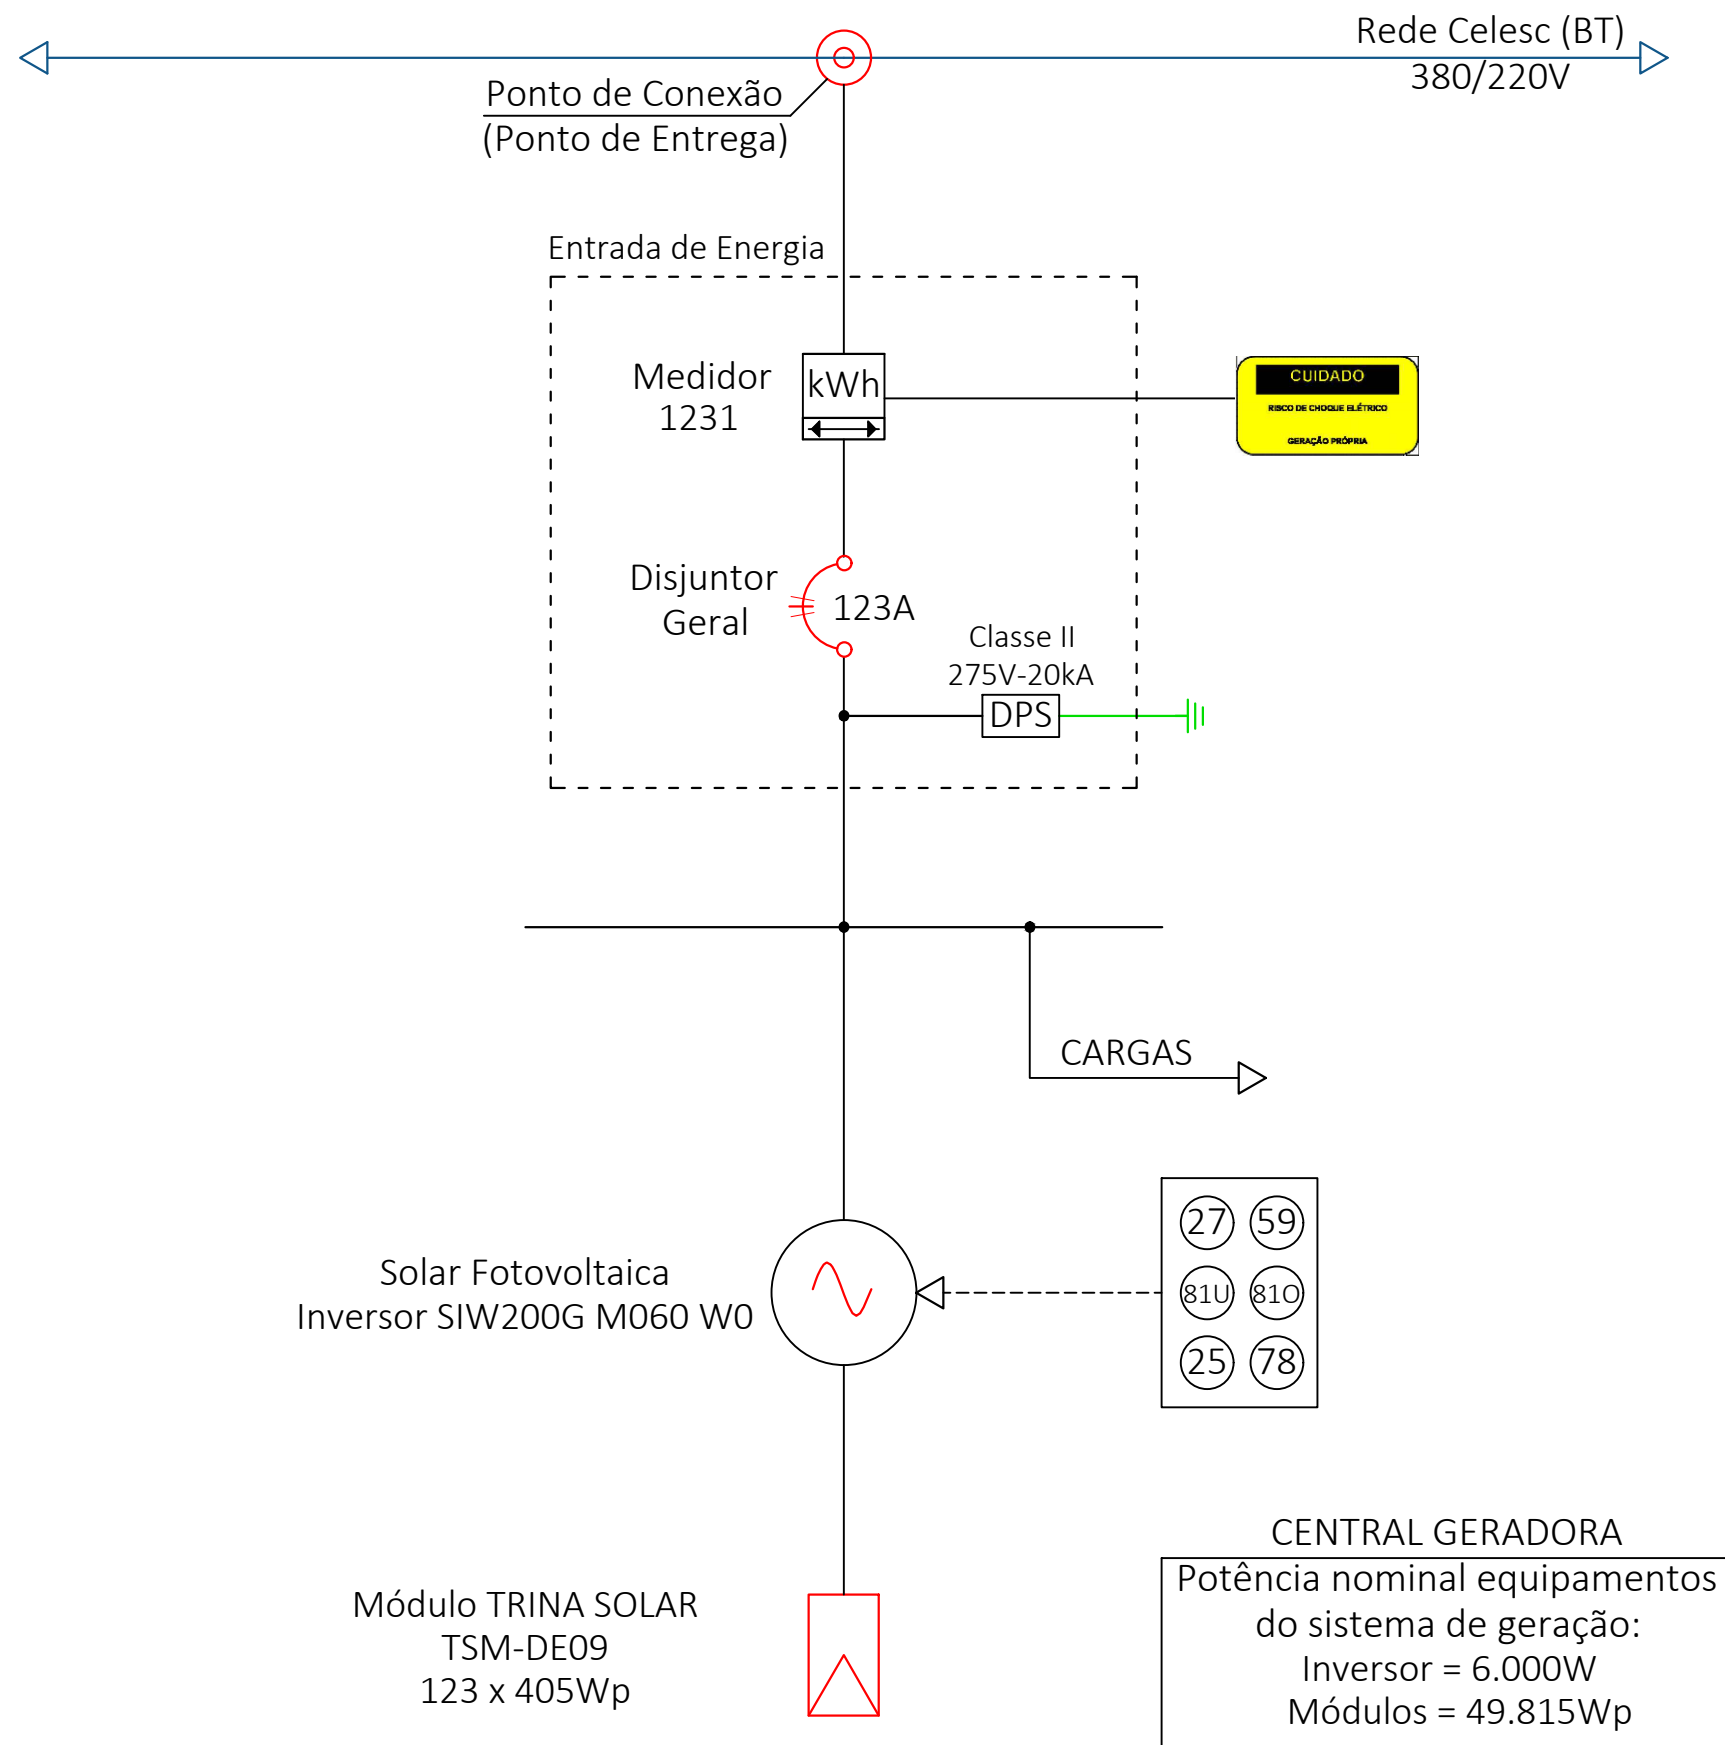 Rede Celesc (BT)
380/220V
Ponto de Conexão
(Ponto de Entrega)
Entrada de Energia
Medidor
1231
kWh
CUIDADO
RISCO DE CHOQUE ELÉTRICO
GERAÇÃO PRÓPRIA
Disjuntor
Geral
123A
Classe II
275V-20kA
DPS
CARGAS
27 59
81U 81O
25 78
Solar Fotovoltaica
Inversor SIW200G M060 W0
Módulo TRINA SOLAR
TSM-DE09
123 x 405Wp
CENTRAL GERADORA
Potência nominal equipamentos
do sistema de geração:
Inversor = 6.000W
Módulos = 49.815Wp